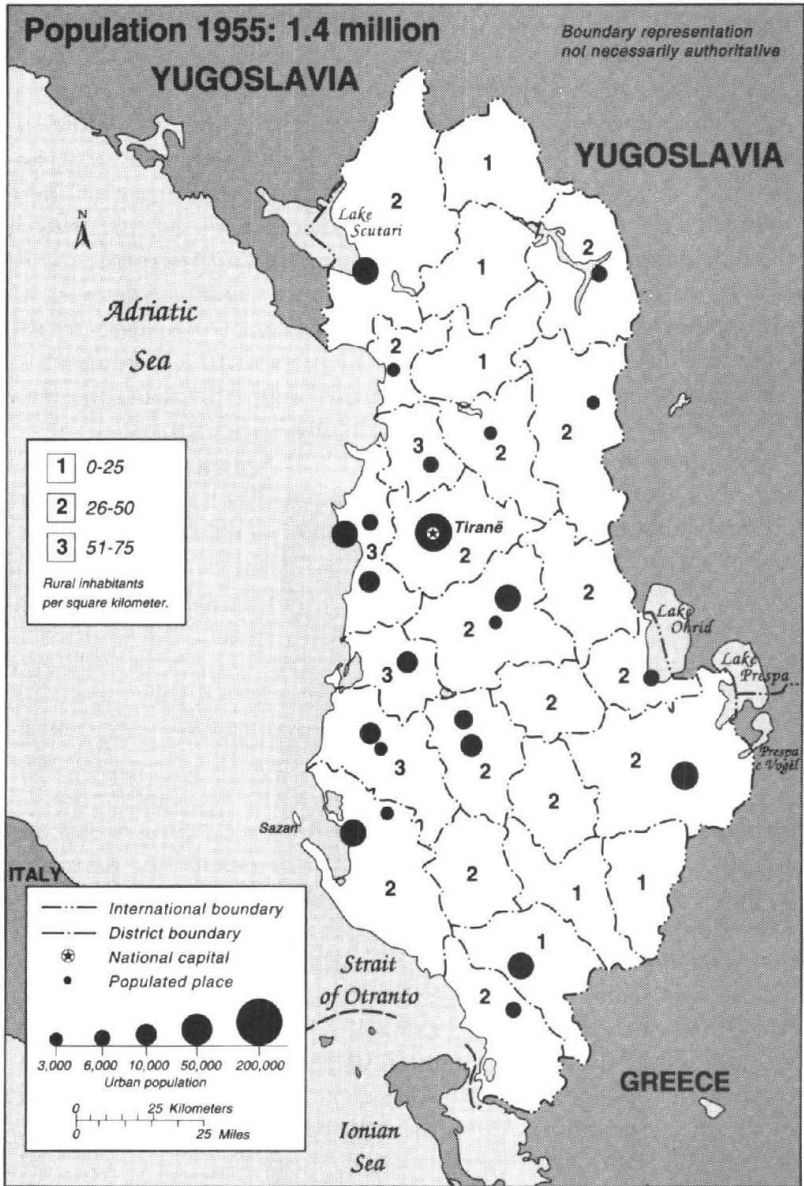 Population 1955: 1.4 million
Boundary representation
not necessarily authoritative
YUGOSLAVIA
YUGOSLAVIA
1
N
2
Lake
Scutari
2
1
Adriatic
Sea
2
1
2
3
2
1 0-25
2 26-50
3 51-75
Rural inhabitants
per square kilometer.
Tiranë
3
2
2
2
Lake
Ohrid
Lake
Prespa
3
2
2
Prespa
e Vogël
3
2
2
2
Sazan
ITALY
2
2
1
1
International boundary
District boundary
National capital
Populated place
3,000 6,000 10,000 50,000 200,000
Urban population
0 25 Kilometers
0 25 Miles
1
Strait
of Otranto
2
GREECE
Ionian
Sea